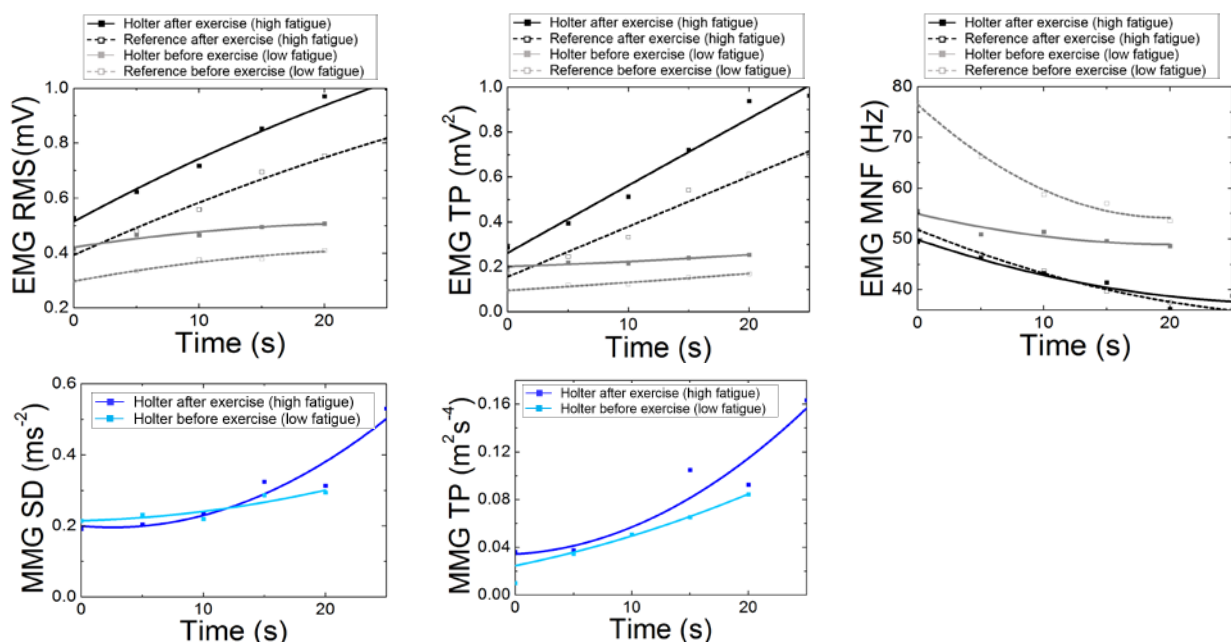 Holter after exercise (high fatigue)
Reference after exercise (high fatigue)
Holter before exercise (low fatigue)
Reference before exercise (low fatigue)
EMG RMS(mV)
1.0
0.8
0.6
0.4
0.2
0 10 20
Time (s)
Holter after exercise (high fatigue)
Reference after exercise (high fatigue)
Holter before exercise (low fatigue)
Reference before exercise (low fatigue)
EMG TP (mV²)
1.0
0.8
0.6
0.4
0.2
0.0
0 10 20
Time (s)
Holter after exercise (high fatigue)
Reference after exercise (high fatigue)
Holter before exercise (low fatigue)
Reference before exercise (low fatigue)
EMG MNF (Hz)
80
70
60
50
40
0 10 20
Time (s)
Holter after exercise (high fatigue)
Holter before exercise (low fatigue)
MMG SD (ms⁻²)
0.6
0.4
0.2
0.0
0 10 20
Time (s)
Holter after exercise (high fatigue)
Holter before exercise (low fatigue)
MMG TP (m²s⁻⁴)
0.16
0.12
0.08
0.04
0.00
0 10 20
Time (s)